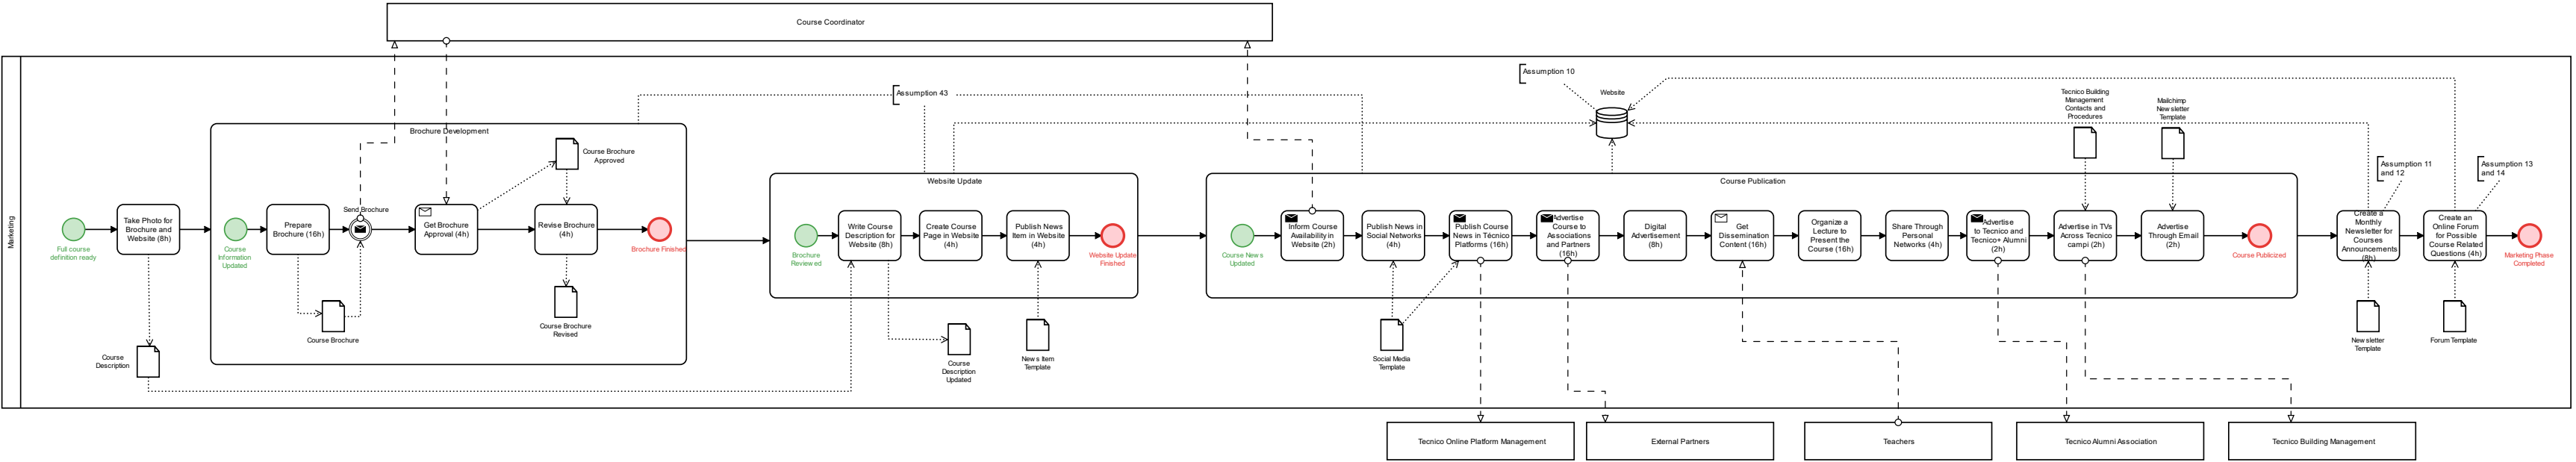 Course Coordinator
Marketing
Full course
definition ready
Take Photo for
Brochure and
Website (8h)
Course
Description
Brochure Development
Course
Information
Updated
Prepare
Brochure (16h)
Course Brochure
Send Brochure
Get Brochure
Approval (4h)
Course Brochure
Approved
Revise Brochure
(4h)
Course Brochure
Revised
Brochure Finished
Assumption 43
Website Update
Brochure
Reviewed
Write Course
Description for
Website (8h)
Course
Description
Updated
Create Course
Page in Website
(4h)
Publish News
Item in Website
(4h)
News Item
Template
Website Update
Finished
Assumption 10
Website
Course Publication
Course News
Updated
Inform Course
Availability in
Website (2h)
Publish News in
Social Networks
(4h)
Social Media
Template
Publish Course
News in Técnico
Platforms (16h)
Advertise
Course to
Associations
and Partners
(16h)
Digital
Advertisement
(8h)
Get
Dissemination
Content (16h)
Organize a
Lecture to
Present the
Course (16h)
Share Through
Personal
Networks (4h)
Advertise
to Tecnico and
Tecnico+ Alumni
(2h)
Tecnico Building
Management
Contacts and
Procedures
Advertise in TVs
Across Tecnico
campi (2h)
Mailchimp
Newsletter
Template
Advertise
Through Email
(2h)
Course Publicized
Assumption 11
and 12
Create a
Monthly
Newsletter for
Courses
Announcements
(8h)
Newsletter
Template
Assumption 13
and 14
Create an
Online Forum
for Possible
Course Related
Questions (4h)
Forum Template
Marketing Phase
Completed
Tecnico Online Platform Management
External Partners
Teachers
Tecnico Alumni Association
Tecnico Building Management